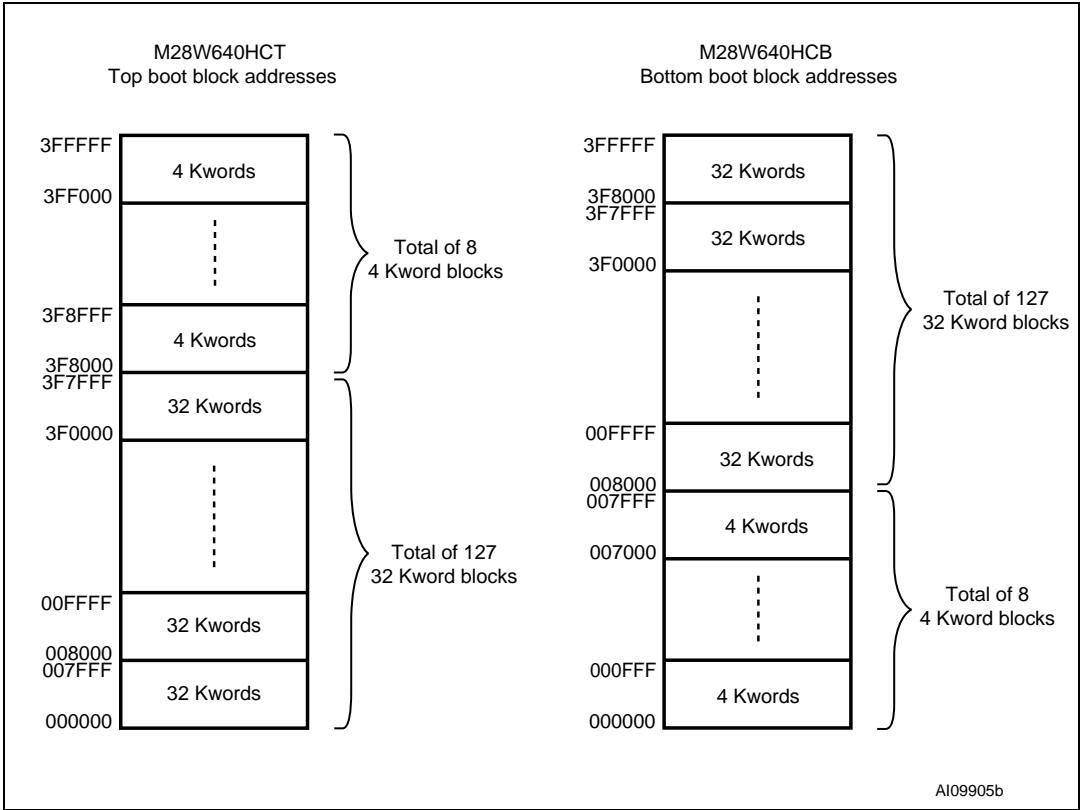 M28W640HCT
Top boot block addresses
3FFFFF
4 Kwords
3FF000
Total of 8
4 Kword blocks
3F8FFF
4 Kwords
3F8000
3F7FFF
32 Kwords
3F0000
Total of 127
32 Kword blocks
00FFFF
32 Kwords
008000
007FFF
32 Kwords
000000
M28W640HCB
Bottom boot block addresses
3FFFFF
32 Kwords
3F8000
3F7FFF
32 Kwords
3F0000
Total of 127
32 Kword blocks
00FFFF
32 Kwords
008000
007FFF
4 Kwords
007000
Total of 8
4 Kword blocks
000FFF
4 Kwords
000000
AI09905b